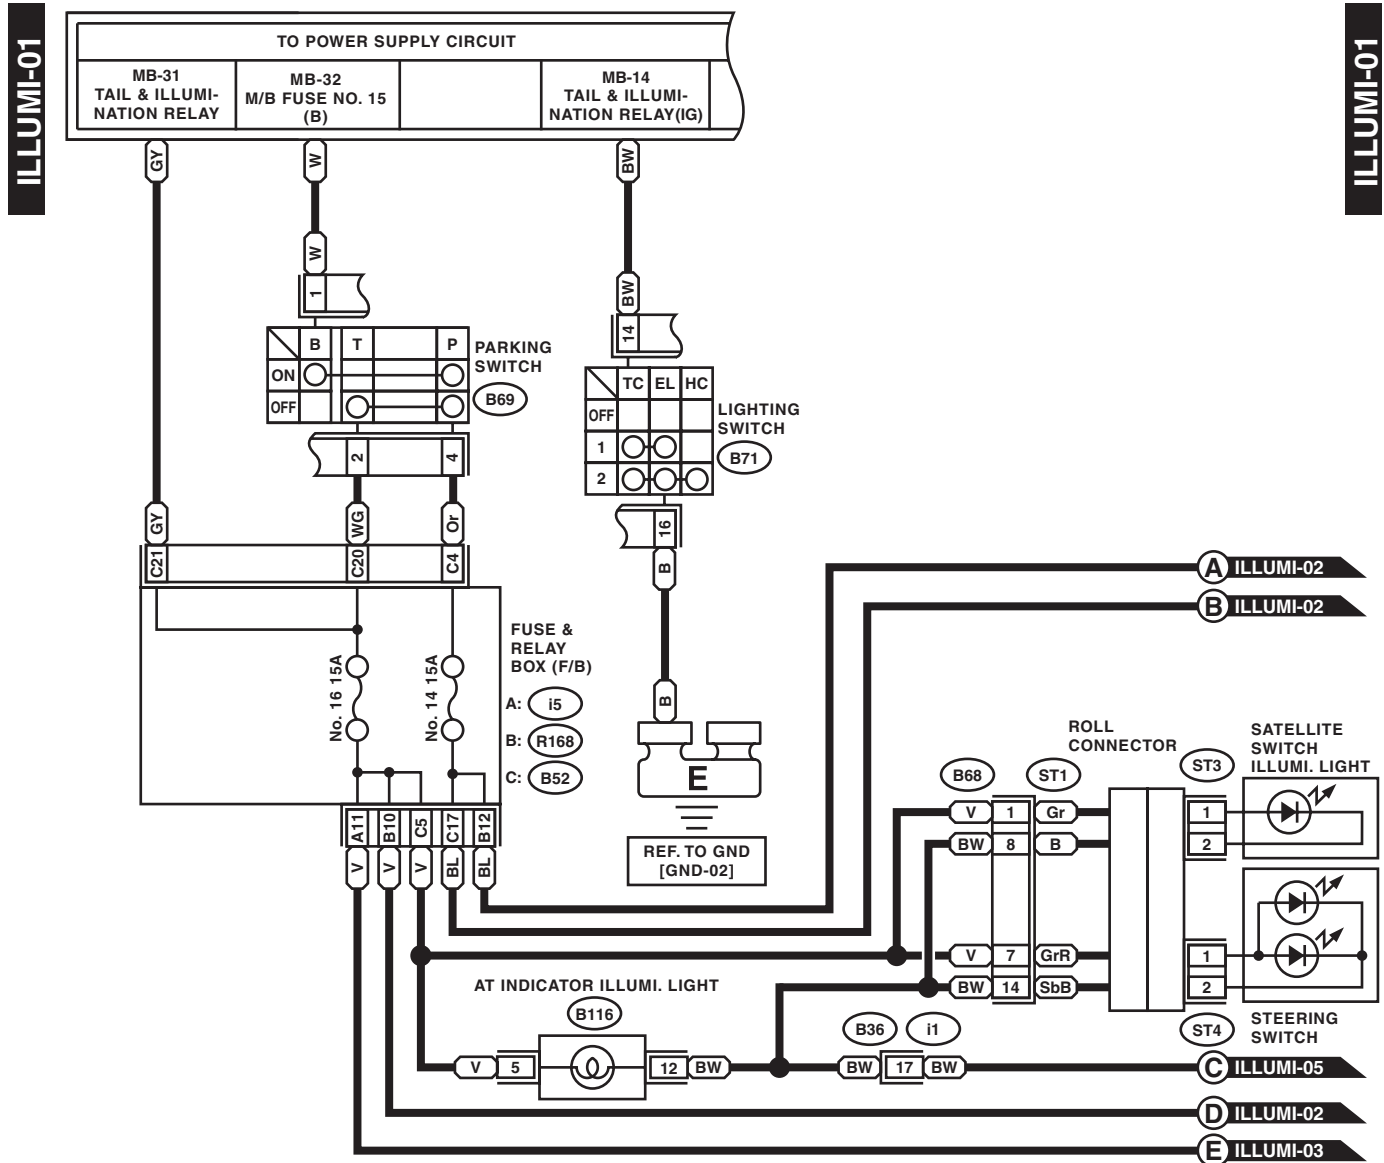 ILLUMI-01
ILLUMI-01
TO POWER SUPPLY CIRCUIT
MB-31
TAIL & ILLUMI-
NATION RELAY
MB-32
M/B FUSE NO. 15
(B)
MB-14
TAIL & ILLUMI-
NATION RELAY(IG)
GY
W
BW
W
BW
1
14
B T P
ON
OFF
PARKING
SWITCH
B69
TC EL HC
OFF
1
2
LIGHTING
SWITCH
B71
2
4
16
GY
WG
Or
B
C21
C20
C4
A ILLUMI-02
B ILLUMI-02
No. 16 15A
No. 14 15A
FUSE &
RELAY
BOX (F/B)
A: i5
B: R168
C: B52
B
E
REF. TO GND
[GND-02]
A11
B10
C5
C17
B12
V
V
V
BL
BL
ROLL
CONNECTOR
SATELLITE
SWITCH
ILLUMI. LIGHT
B68
ST1
ST3
V 1 Gr
1
BW 8 B
2
V 7 GrR
1
BW 14 SbB
2
ST4
STEERING
SWITCH
AT INDICATOR ILLUMI. LIGHT
B116
B36
i1
V 5
12 BW
BW 17 BW
C ILLUMI-05
D ILLUMI-02
E ILLUMI-03